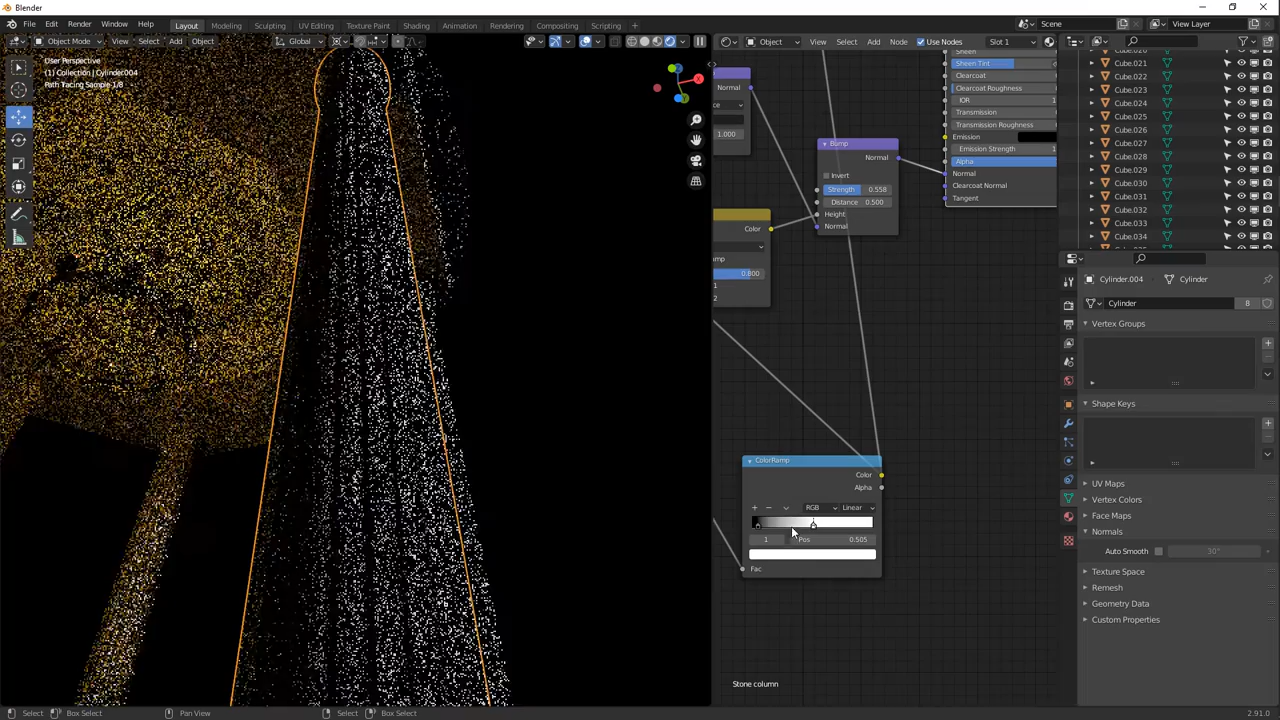 Blender
File Edit Render Window Help
Layout Modeling Sculpting UV Editing Texture Paint Shading Animation Rendering Compositing Scripting +
Scene View Layer
Object Mode View Select Add Object Global
Object View Select Add Node Use Nodes Slot 1
User Perspective
(1) Collection | Cylinder.004
Path Tracing Sample 1/8
Normal
1.000
Color
0.800
1
2
Bump
Normal
Invert
Strength 0.558
Distance 0.500
Height
Normal
Sheen
Sheen Tint
Clearcoat
Clearcoat Roughness
IOR 1
Transmission
Transmission Roughness
Emission
Emission Strength 1
Alpha
Normal
Clearcoat Normal
Tangent
ColorRamp
Color
Alpha
+ − RGB Linear
1 Pos 0.505
Fac
Stone column
Cube.021
Cube.022
Cube.023
Cube.024
Cube.025
Cube.026
Cube.027
Cube.028
Cube.029
Cube.030
Cube.031
Cube.032
Cube.033
Cube.034
Cylinder.004 Cylinder
Cylinder 8
Vertex Groups
Shape Keys
UV Maps
Vertex Colors
Face Maps
Normals
Auto Smooth 30°
Texture Space
Remesh
Geometry Data
Custom Properties
Select Box Select Pan View Select Box Select 2.91.0